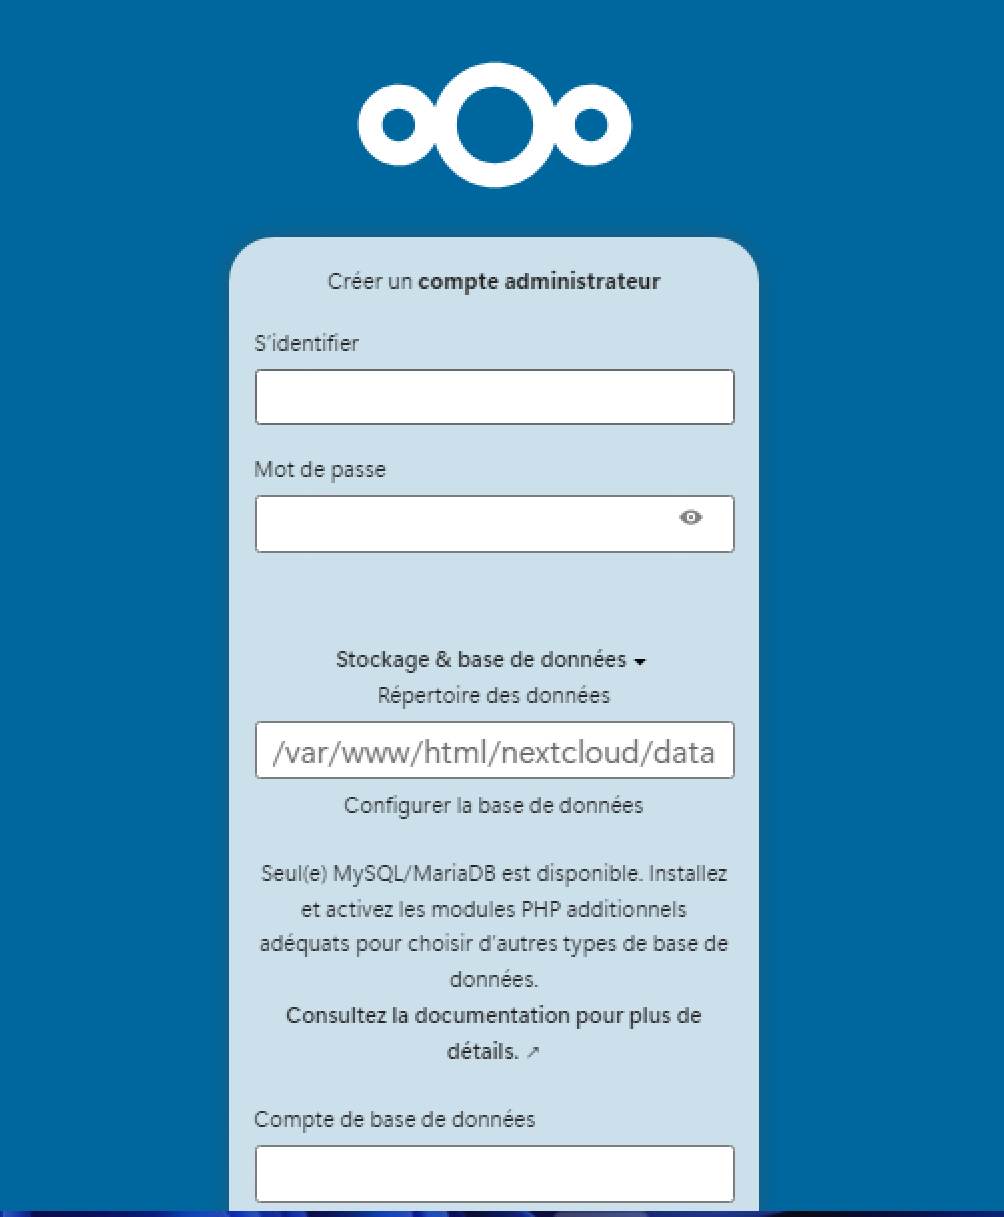 Créer un compte administrateur
S'identifier
Mot de passe
Stockage & base de données
Répertoire des données
/var/www/html/nextcloud/data
Configurer la base de données
Seul(e) MySQL/MariaDB est disponible. Installez
et activez les modules PHP additionnels
adéquats pour choisir d'autres types de base de
données.
Consultez la documentation pour plus de
détails. ↗
Compte de base de données